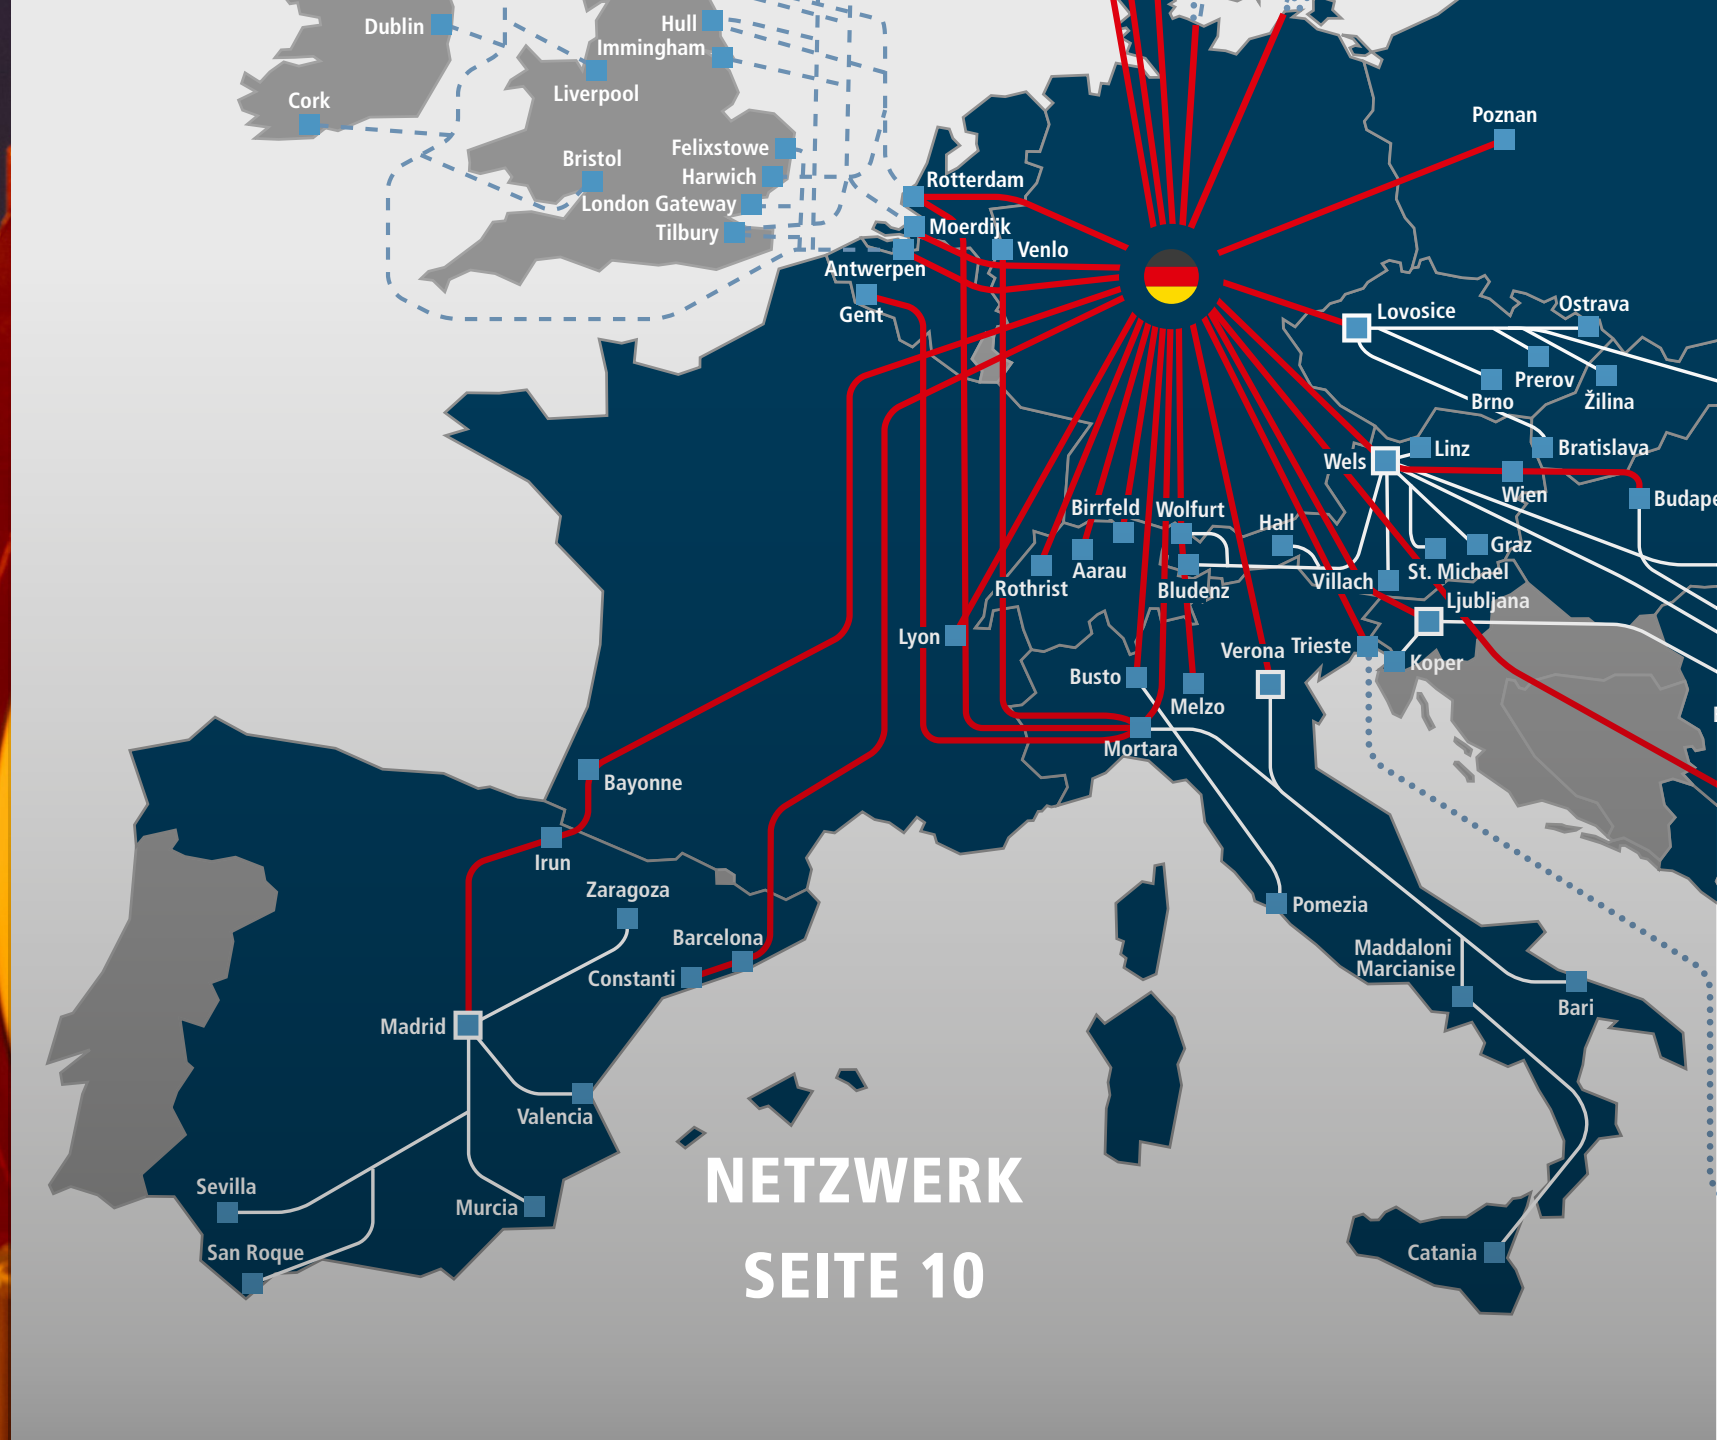 Dublin
Hull
Immingham
Liverpool
Cork
Poznan
Felixstowe
Bristol
Harwich
Rotterdam
London Gateway
Tilbury
Moerdijk
Venlo
Antwerpen
Gent
Lovosice
Ostrava
Prerov
Brno
Žilina
Linz
Bratislava
Wels
Wien
Budape
Birrfeld
Wolfurt
Hall
Graz
Aarau
St. Michael
Rothrist
Bludenz
Villach
Ljubljana
Lyon
Verona
Trieste
Koper
Busto
Melzo
Mortara
Bayonne
Irun
Zaragoza
Pomezia
Barcelona
Maddaloni
Marcianise
Constanti
Bari
Madrid
Valencia
NETZWERK
Sevilla
Murcia
San Roque
Catania
SEITE 10